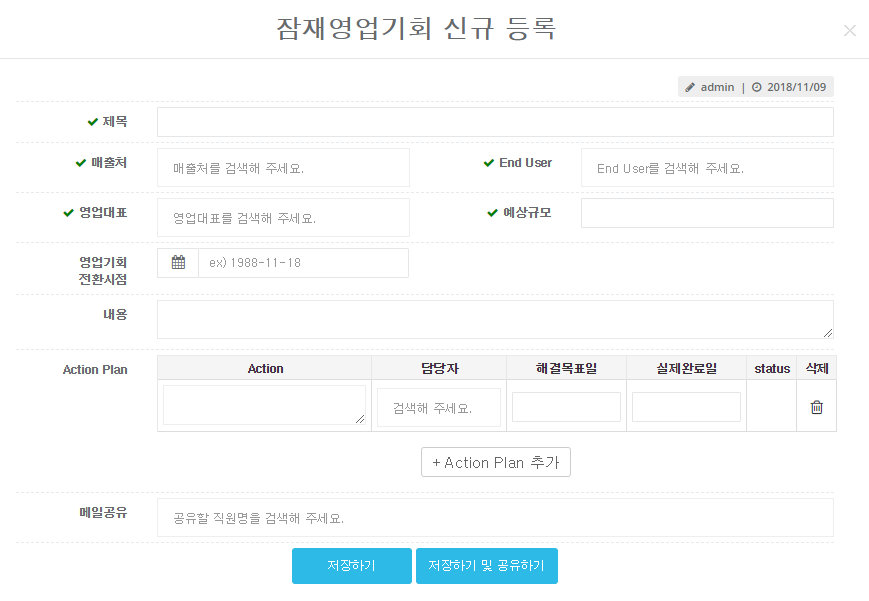 잠재영업기회 신규 등록
admin | 2018/11/09
제목
매출처 매출처를 검색해 주세요. End User End User를 검색해 주세요.
영업대표 영업대표를 검색해 주세요. 예상규모
영업기회
전환시점
ex) 1988-11-18
내용
Action Plan Action 담당자 해결목표일 실제완료일 status 삭제
검색해 주세요.
+ Action Plan 추가
메일공유 공유할 직원명을 검색해 주세요.
저장하기 저장하기 및 공유하기